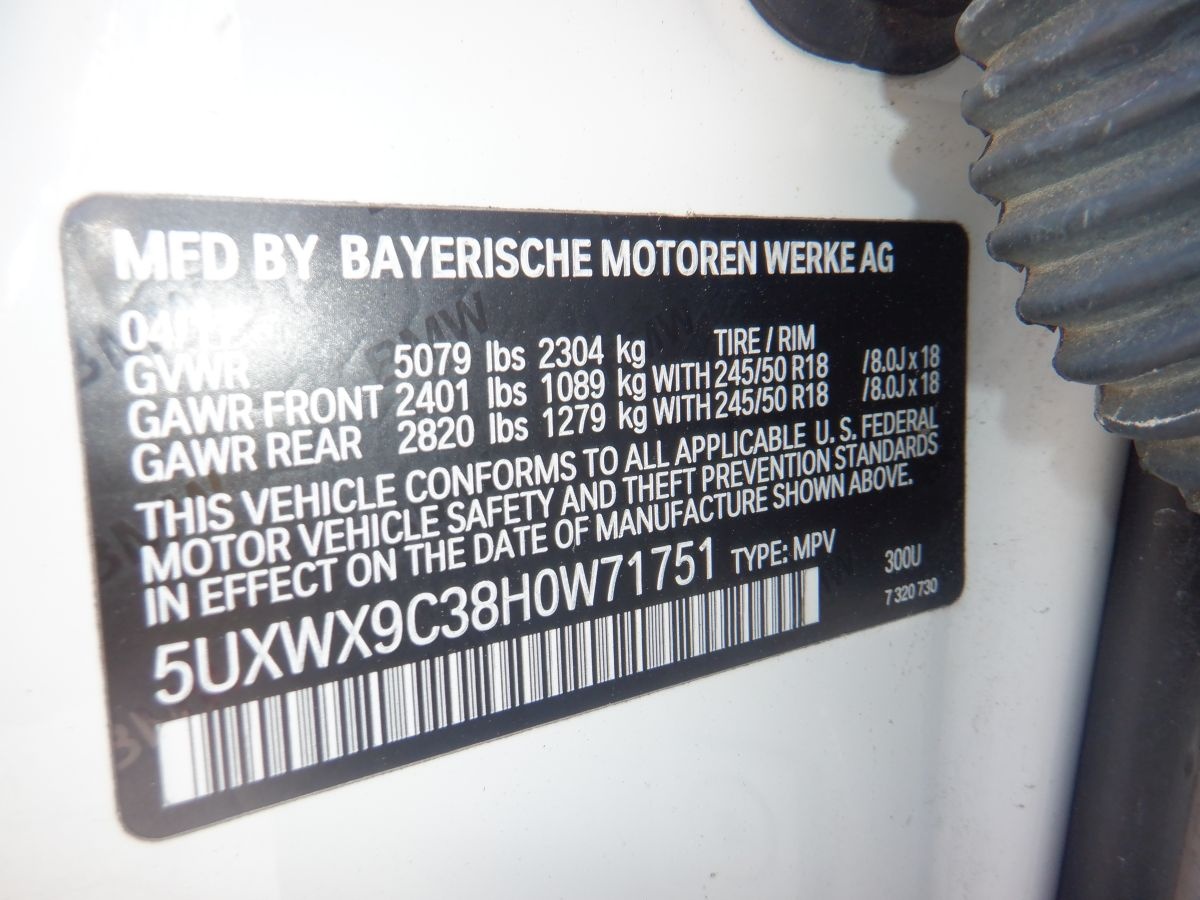 MFD BY BAYERISCHE MOTOREN WERKE AG
04/17
GVWR 5079 lbs 2304 kg TIRE / RIM
GAWR FRONT 2401 lbs 1089 kg WITH 245/50 R18 /8.0J x 18
GAWR REAR 2820 lbs 1279 kg WITH 245/50 R18 /8.0J x 18
THIS VEHICLE CONFORMS TO ALL APPLICABLE U. S. FEDERAL
MOTOR VEHICLE SAFETY AND THEFT PREVENTION STANDARDS
IN EFFECT ON THE DATE OF MANUFACTURE SHOWN ABOVE.
5UXWX9C38H0W71751 TYPE: MPV 300U
7 320 730